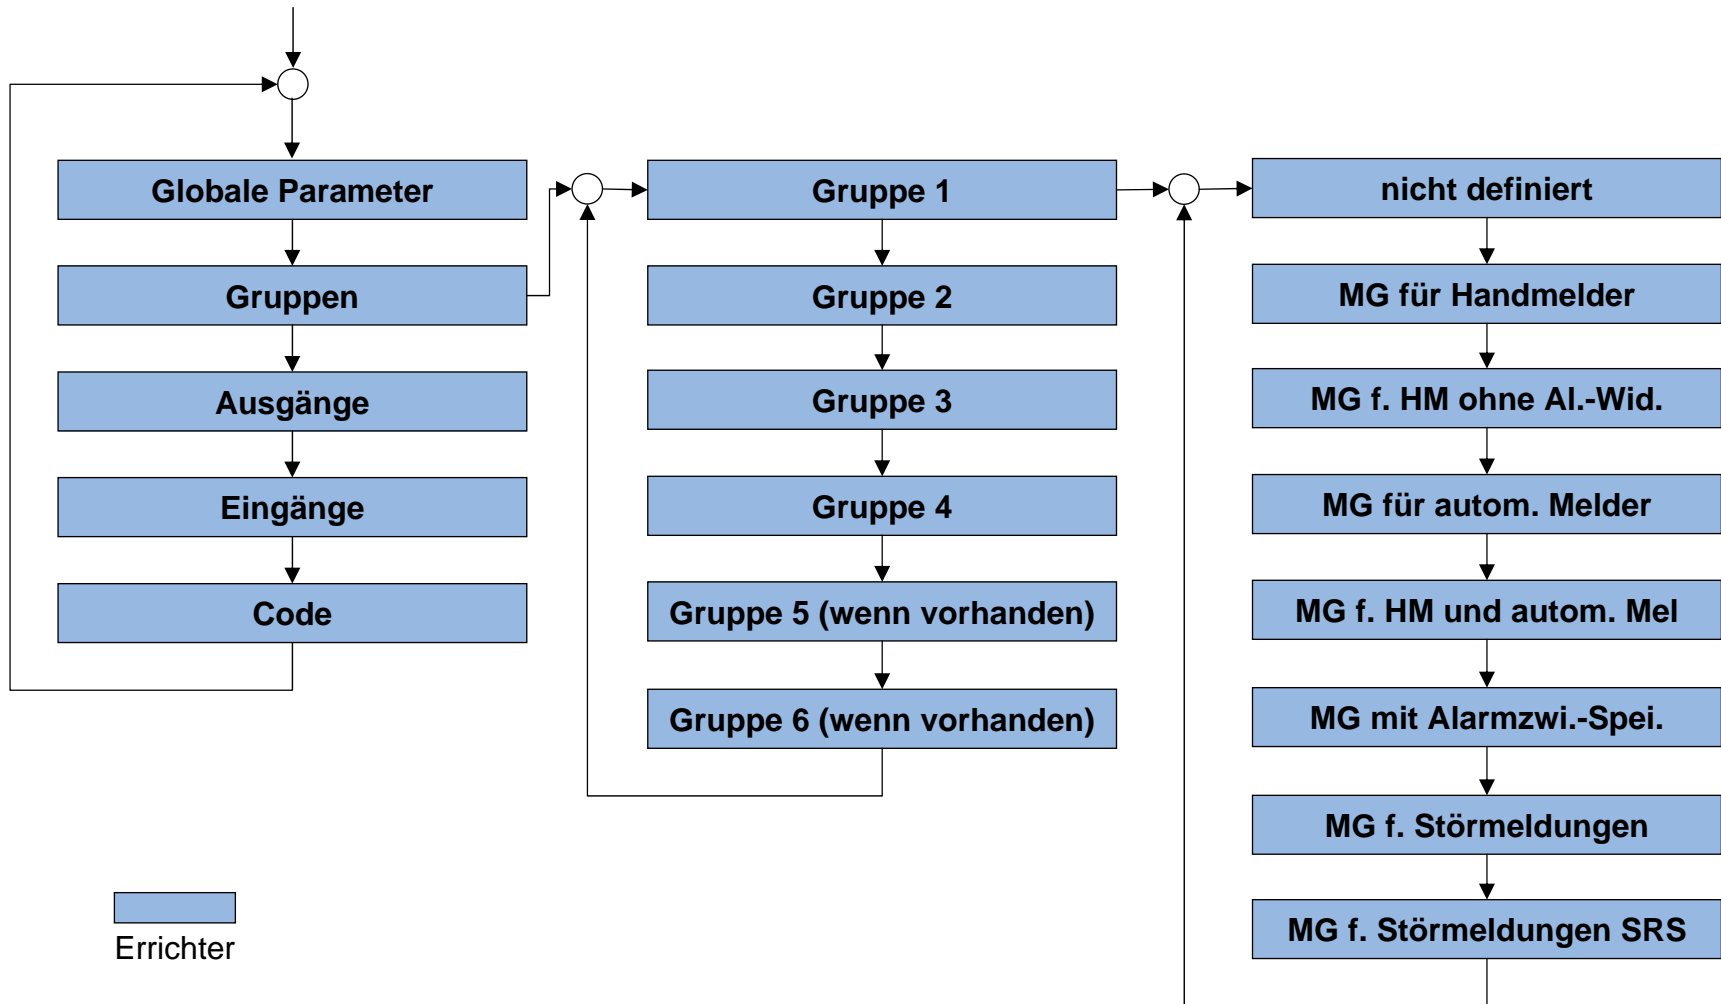 Globale Parameter
Gruppen
Ausgänge
Eingänge
Code
Gruppe 1
Gruppe 2
Gruppe 3
Gruppe 4
Gruppe 5 (wenn vorhanden)
Gruppe 6 (wenn vorhanden)
nicht definiert
MG für Handmelder
MG f. HM ohne Al.-Wid.
MG für autom. Melder
MG f. HM und autom. Mel
MG mit Alarmzwi.-Spei.
MG f. Störmeldungen
MG f. Störmeldungen SRS
Errichter